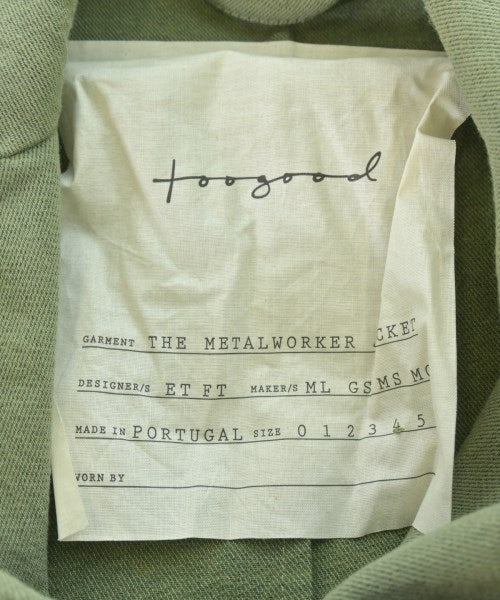 toogood
GARMENT THE METALWORKER CKET
DESIGNER/S ET FT MAKER/S ML GS MS MC
MADE IN PORTUGAL SIZE 0 1 2 3 4 5
WORN BY